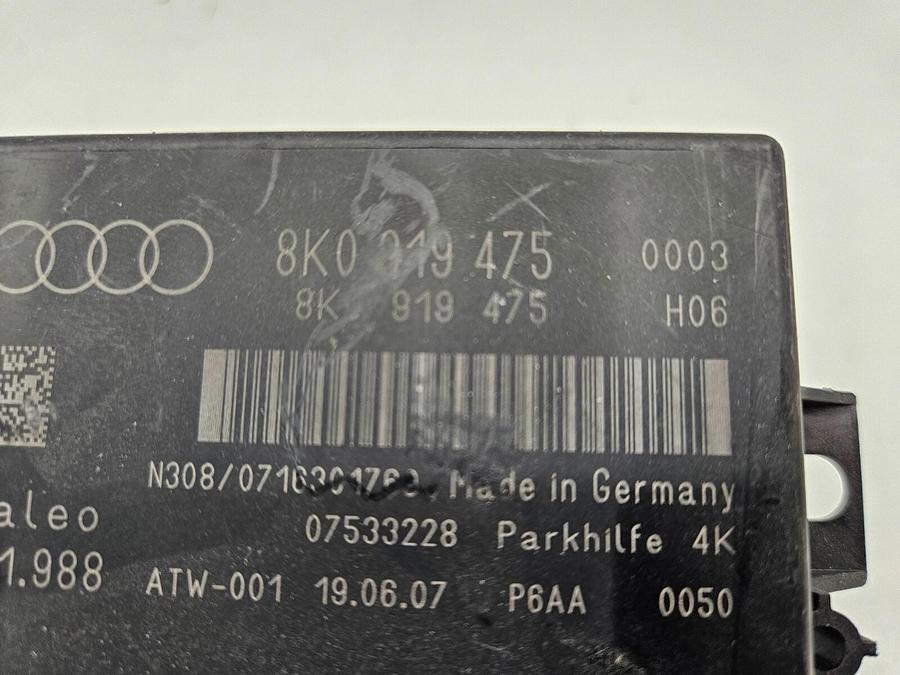 8K0 919 475 0003
8K 919 475 H06
Made in Germany
aleo 07533228 Parkhilfe 4K
1.988 ATW-001 19.06.07 P6AA 0050